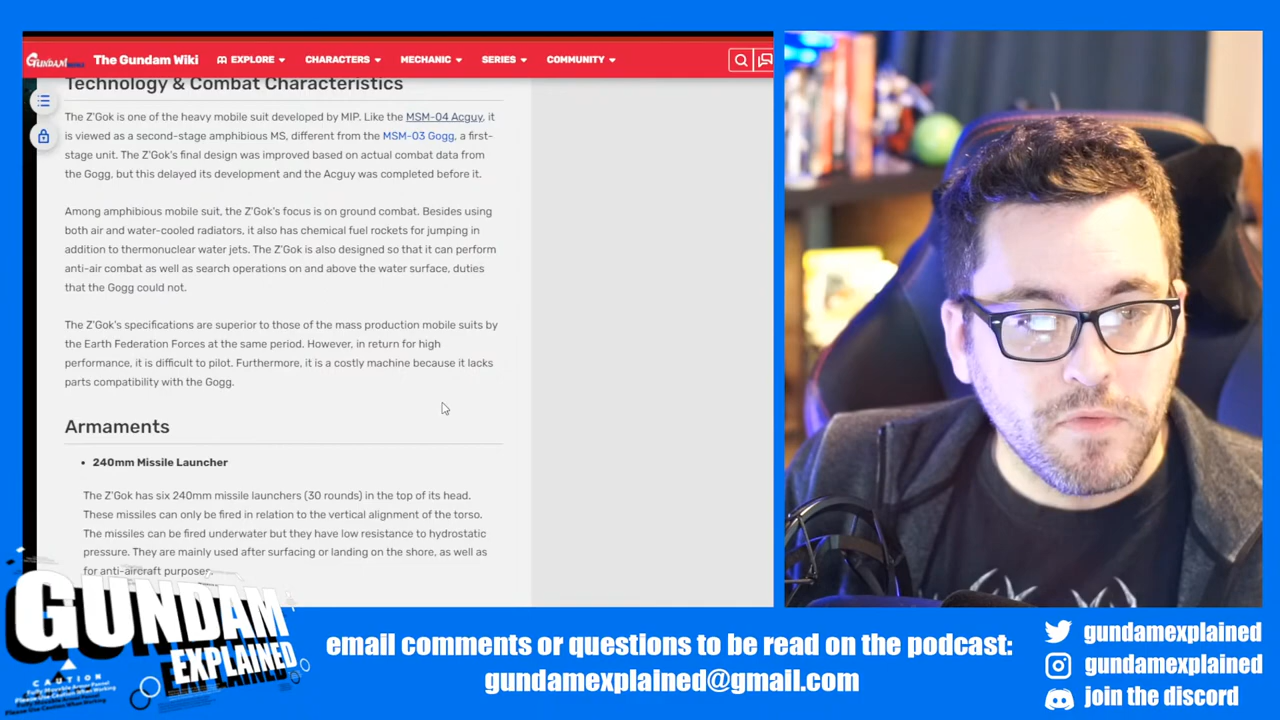 GUNDAM
The Gundam Wiki
EXPLORE
CHARACTERS
MECHANIC
SERIES
COMMUNITY
Technology & Combat Characteristics
The Z'Gok is one of the heavy mobile suit developed by MIP. Like the MSM-04 Acguy, it
is viewed as a second-stage amphibious MS, different from the MSM-03 Gogg, a first-
stage unit. The Z'Gok's final design was improved based on actual combat data from
the Gogg, but this delayed its development and the Acguy was completed before it.
Among amphibious mobile suit, the Z'Gok's focus is on ground combat. Besides using
both air and water-cooled radiators, it also has chemical fuel rockets for jumping in
addition to thermonuclear water jets. The Z'Gok is also designed so that it can perform
anti-air combat as well as search operations on and above the water surface, duties
that the Gogg could not.
The Z'Gok's specifications are superior to those of the mass production mobile suits by
the Earth Federation Forces at the same period. However, in return for high
performance, it is difficult to pilot. Furthermore, it is a costly machine because it lacks
parts compatibility with the Gogg.
Armaments
• 240mm Missile Launcher
The Z'Gok has six 240mm missile launchers (30 rounds) in the top of its head.
These missiles can only be fired in relation to the vertical alignment of the torso.
The missiles can be fired underwater but they have low resistance to hydrostatic
pressure. They are mainly used after surfacing or landing on the shore, as well as
for anti-aircraft purposes.
GUNDAM
EXPLAINED
CAUTION
email comments or questions to be read on the podcast:
gundamexplained@gmail.com
gundamexplained
gundamexplained
join the discord